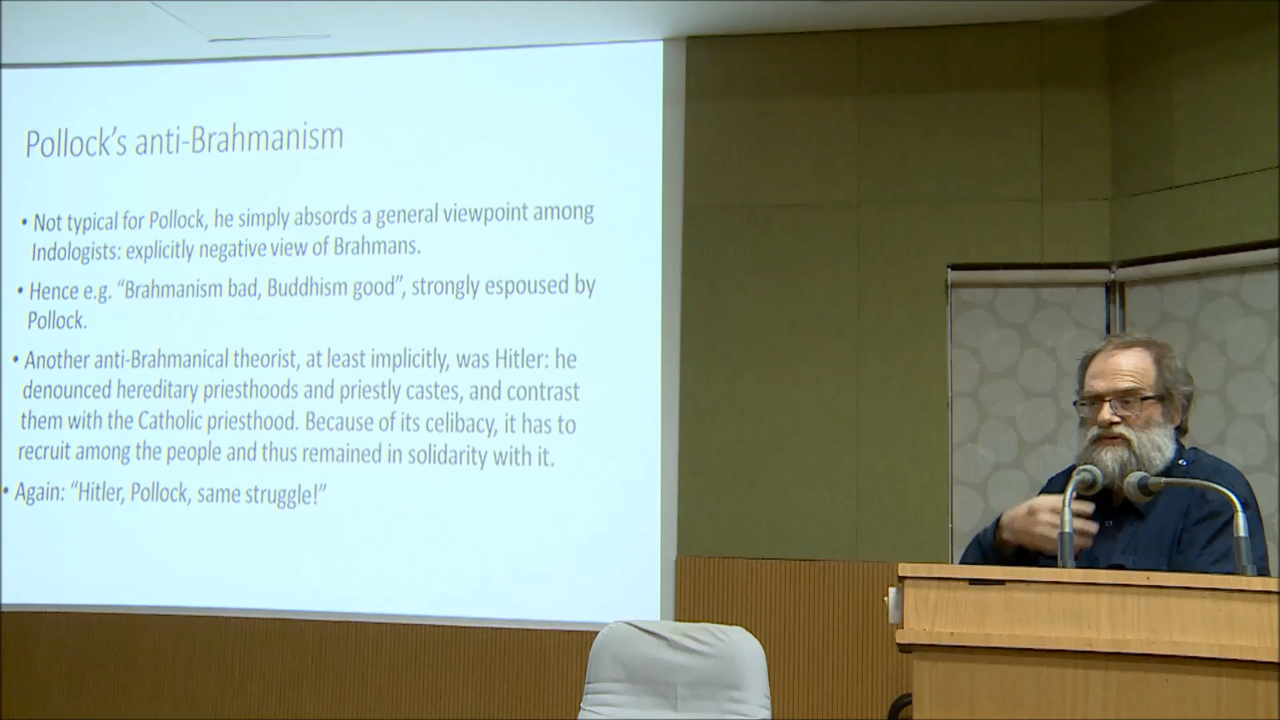 Pollock's anti-Brahmanism
• Not typical for Pollock, he simply absords a general viewpoint among
Indologists: explicitly negative view of Brahmans.
• Hence e.g. “Brahmanism bad, Buddhism good”, strongly espoused by
Pollock.
• Another anti-Brahmanical theorist, at least implicitly, was Hitler: he
denounced hereditary priesthoods and priestly castes, and contrast
them with the Catholic priesthood. Because of its celibacy, it has to
recruit among the people and thus remained in solidarity with it.
• Again: “Hitler, Pollock, same struggle!”